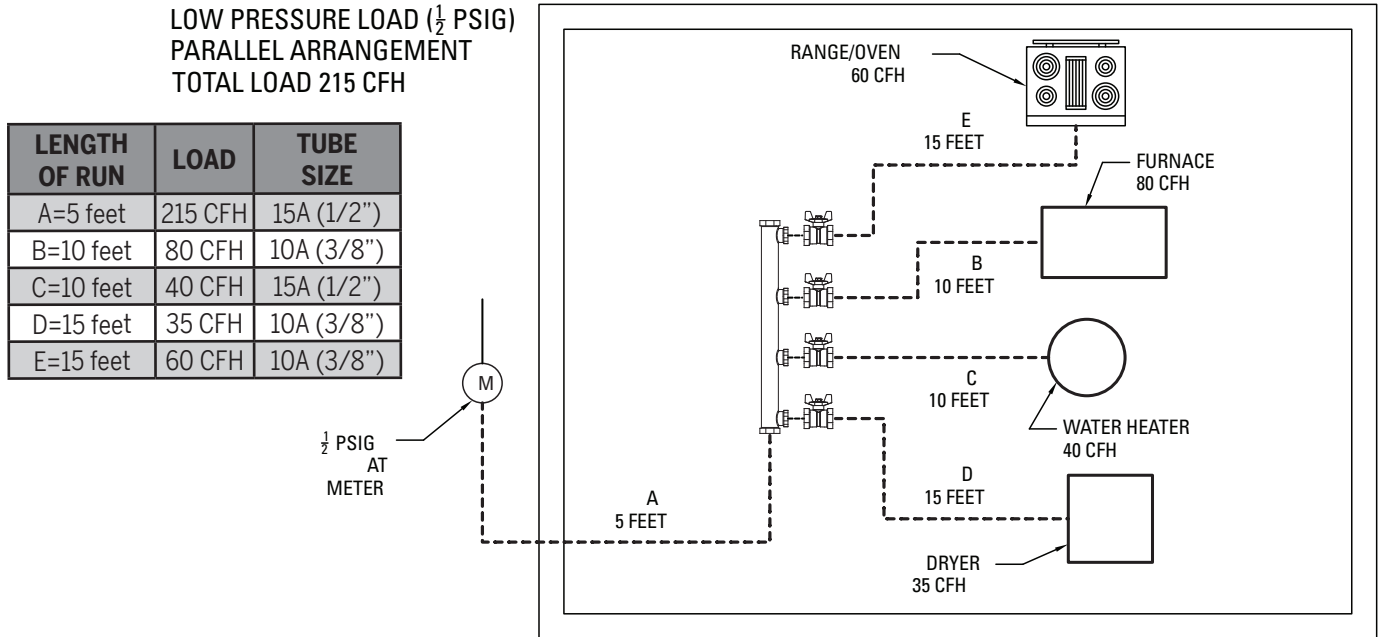 LOW PRESSURE LOAD (½ PSIG)
PARALLEL ARRANGEMENT
TOTAL LOAD 215 CFH
LENGTH OF RUN LOAD TUBE SIZE
A=5 feet 215 CFH 15A (1/2”)
B=10 feet 80 CFH 10A (3/8”)
C=10 feet 40 CFH 15A (1/2”)
D=15 feet 35 CFH 10A (3/8”)
E=15 feet 60 CFH 10A (3/8”)
M
½ PSIG
AT
METER
A
5 FEET
RANGE/OVEN
60 CFH
E
15 FEET
FURNACE
80 CFH
B
10 FEET
C
10 FEET
WATER HEATER
40 CFH
D
15 FEET
DRYER
35 CFH